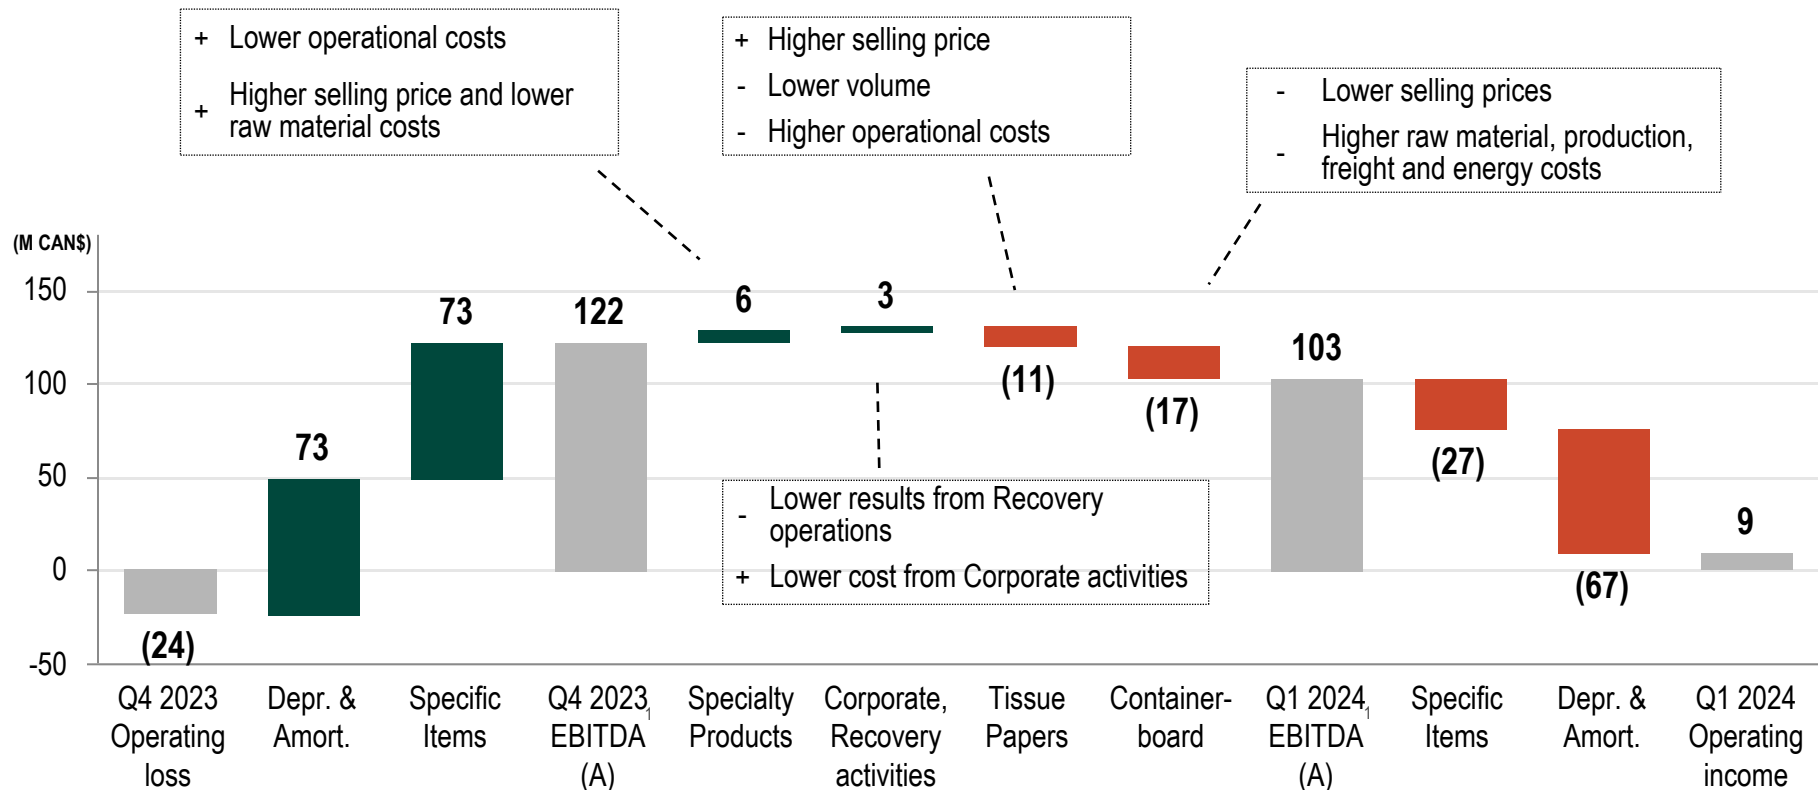 + Lower operational costs
+ Higher selling price and lower
raw material costs
+ Higher selling price
- Lower volume
- Higher operational costs
- Lower selling prices
- Higher raw material, production,
freight and energy costs
(M CAN$)
150
100
50
0
-50
(24)
73
73
122
6
3
(11)
(17)
103
(27)
(67)
9
- Lower results from Recovery
operations
+ Lower cost from Corporate activities
Q4 2023
Operating
loss
Depr. &
Amort.
Specific
Items
Q4 2023
EBITDA 1
(A)
Specialty
Products
Corporate,
Recovery
activities
Tissue
Papers
Container-
board
Q1 2024
EBITDA 1
(A)
Specific
Items
Depr. &
Amort.
Q1 2024
Operating
income